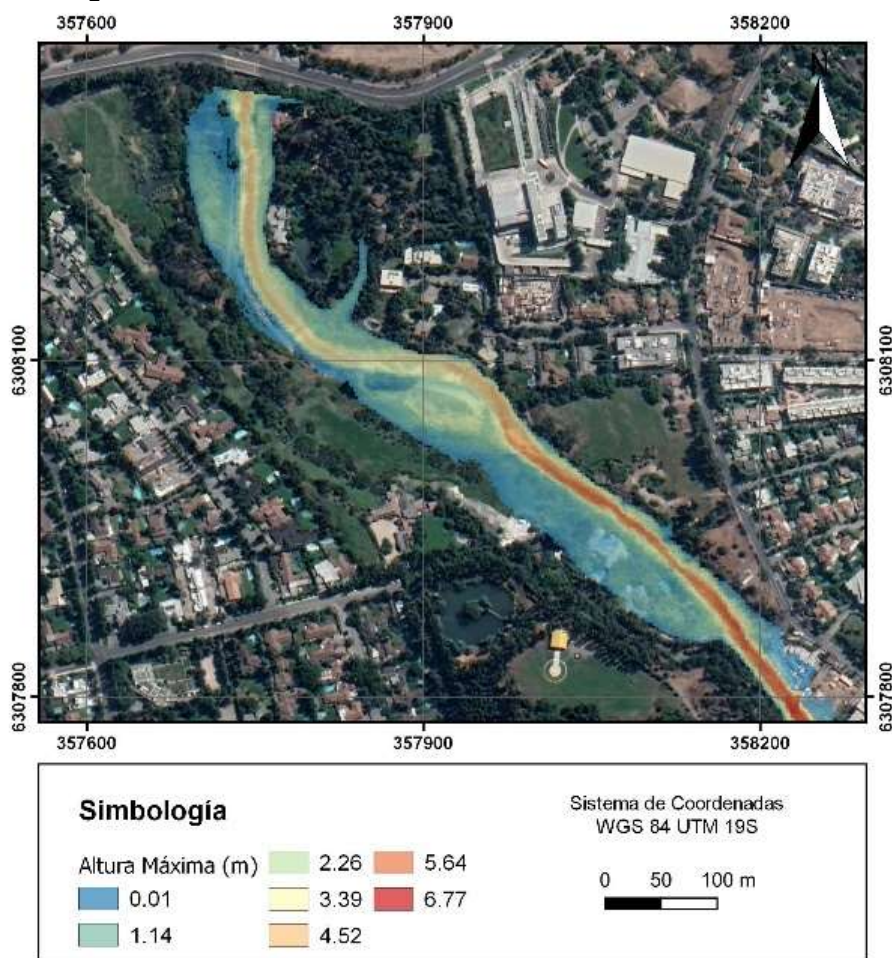 357600 357900 358200
N
6308100 6308100
6307800 6307800
357600 357900 358200
Simbología
Altura Máxima (m)
0.01
1.14
2.26
3.39
4.52
5.64
6.77
Sistema de Coordenadas
WGS 84 UTM 19S
0 50 100 m